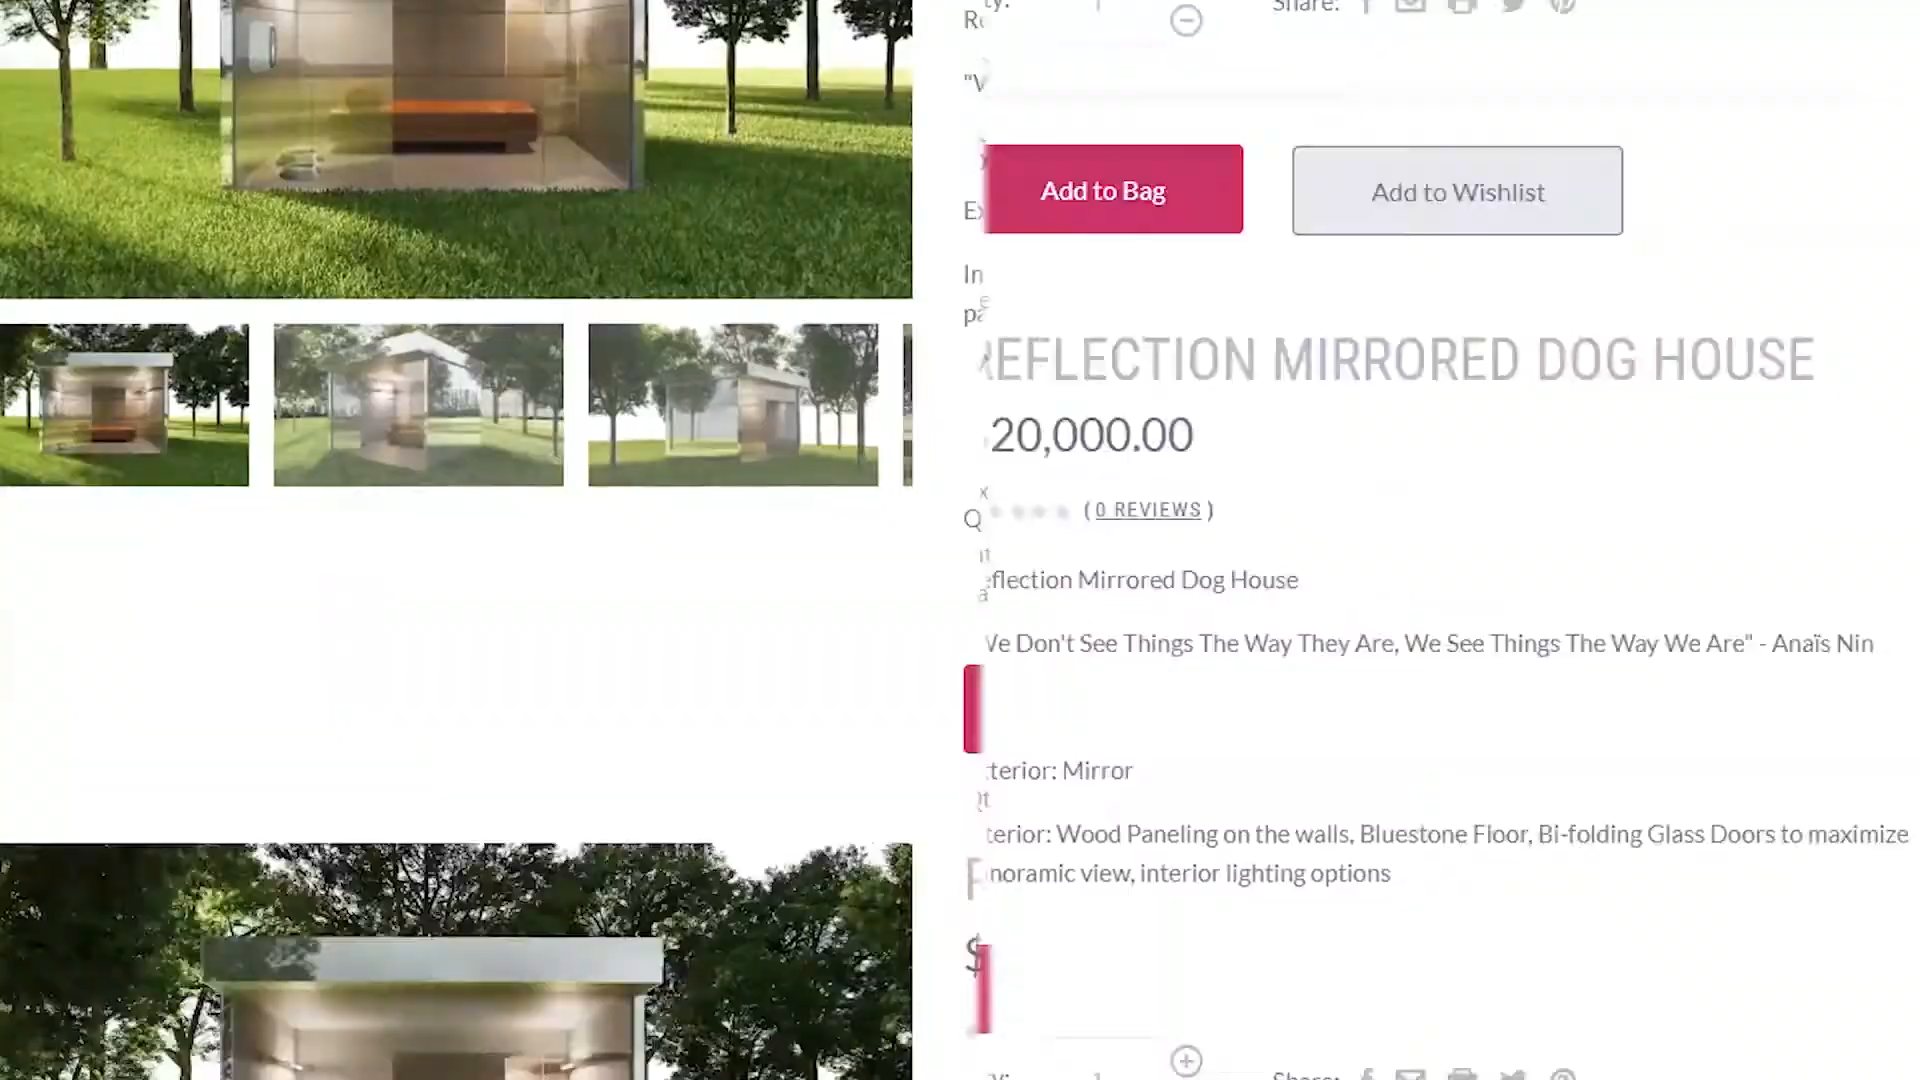 Share:
Add to Bag
Add to Wishlist
EFLECTION MIRRORED DOG HOUSE
20,000.00
( 0 REVIEWS )
eflection Mirrored Dog House
We Don't See Things The Way They Are, We See Things The Way We Are" - Anaïs Nin
terior: Mirror
terior: Wood Paneling on the walls, Bluestone Floor, Bi-folding Glass Doors to maximize
noramic view, interior lighting options
$
Share: